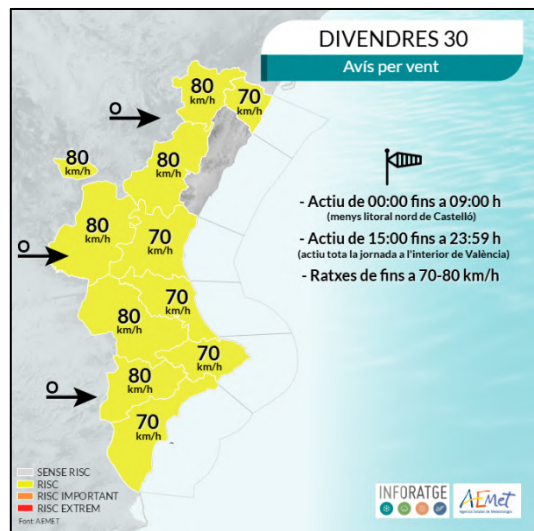 DIVENDRES 30
Avís per vent
80
km/h
70
km/h
O
80
km/h
80
km/h
80
km/h
70
km/h
O
70
km/h
80
km/h
70
km/h
80
km/h
O
70
km/h
- Actiu de 00:00 fins a 09:00 h
(menys litoral nord de Castelló)
- Actiu de 15:00 fins a 23:59 h
(actiu tota la jornada a l'interior de València)
- Ratxes de fins a 70-80 km/h
SENSE RISC
RISC
RISC IMPORTANT
RISC EXTREM
Font: AEMET
INFORATGE
AEMet
Agencia Estatal de Meteorología